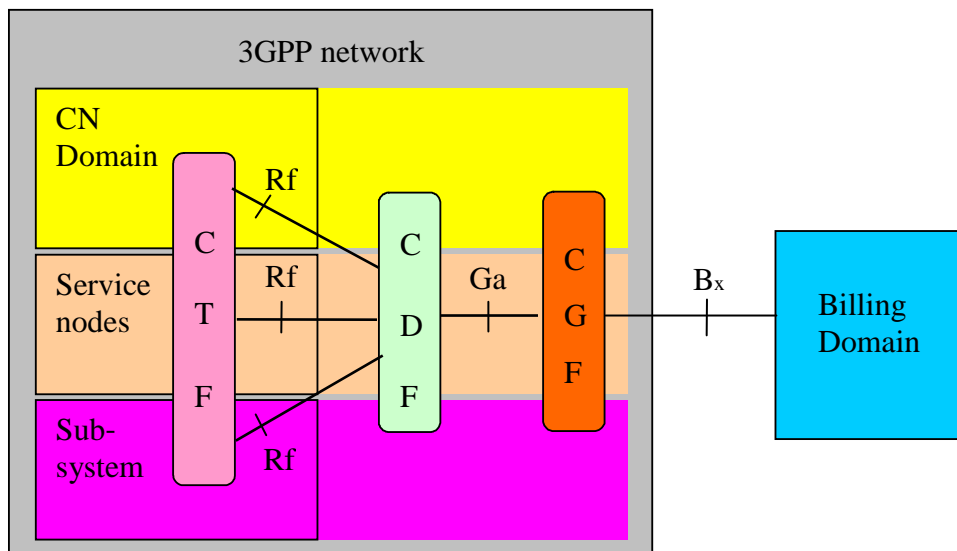 3GPP network
CN
Domain
Rf
C
T
F
Service
nodes
Rf
Sub-
system
Rf
C
D
F
Ga
C
G
F
Bx
Billing
Domain